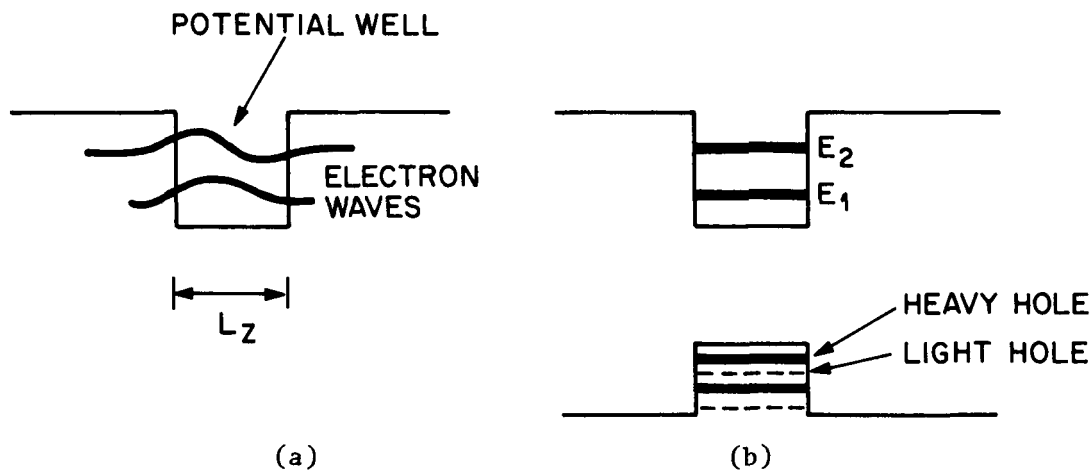 POTENTIAL WELL
ELECTRON
WAVES
L_Z
(a)
E_2
E_1
HEAVY HOLE
LIGHT HOLE
(b)